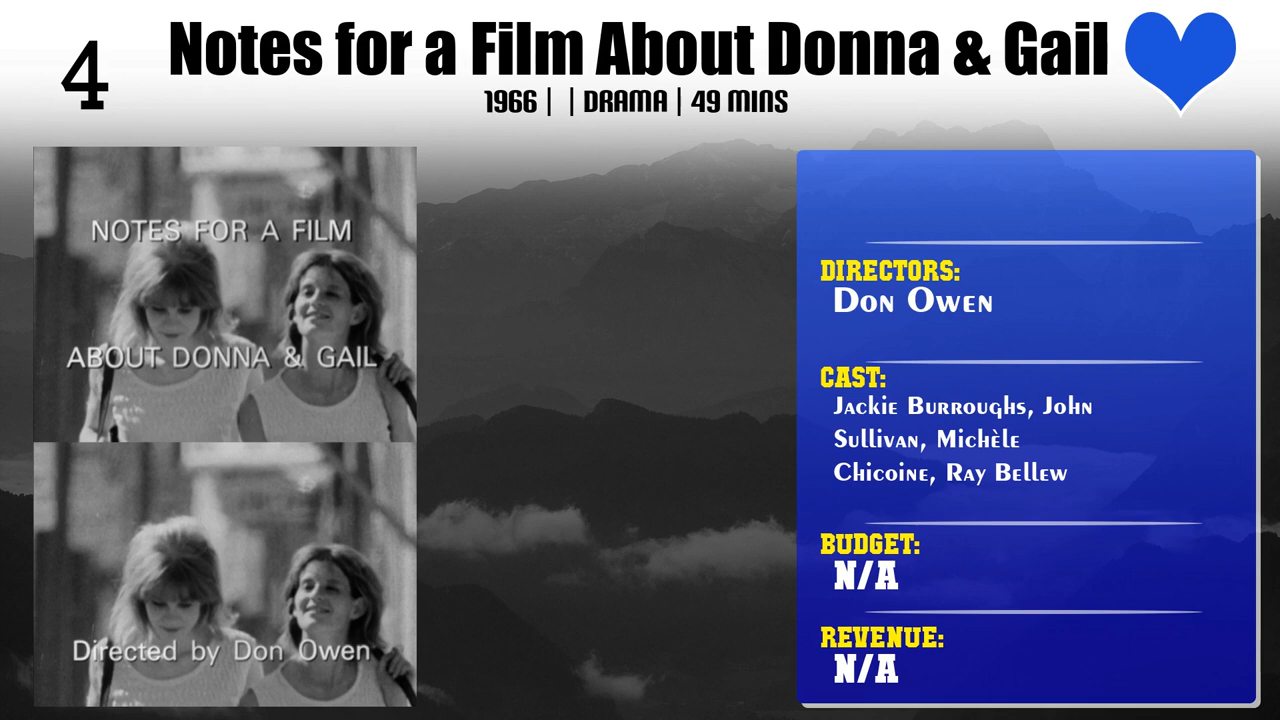 4
Notes for a Film About Donna & Gail
1966 | | DRAMA | 49 MINS
NOTES FOR A FILM
ABOUT DONNA & GAIL
Directed by Don Owen
DIRECTORS:
Don Owen
CAST:
Jackie Burroughs, John
Sullivan, Michèle
Chicoine, Ray Bellew
BUDGET:
N/A
REVENUE:
N/A